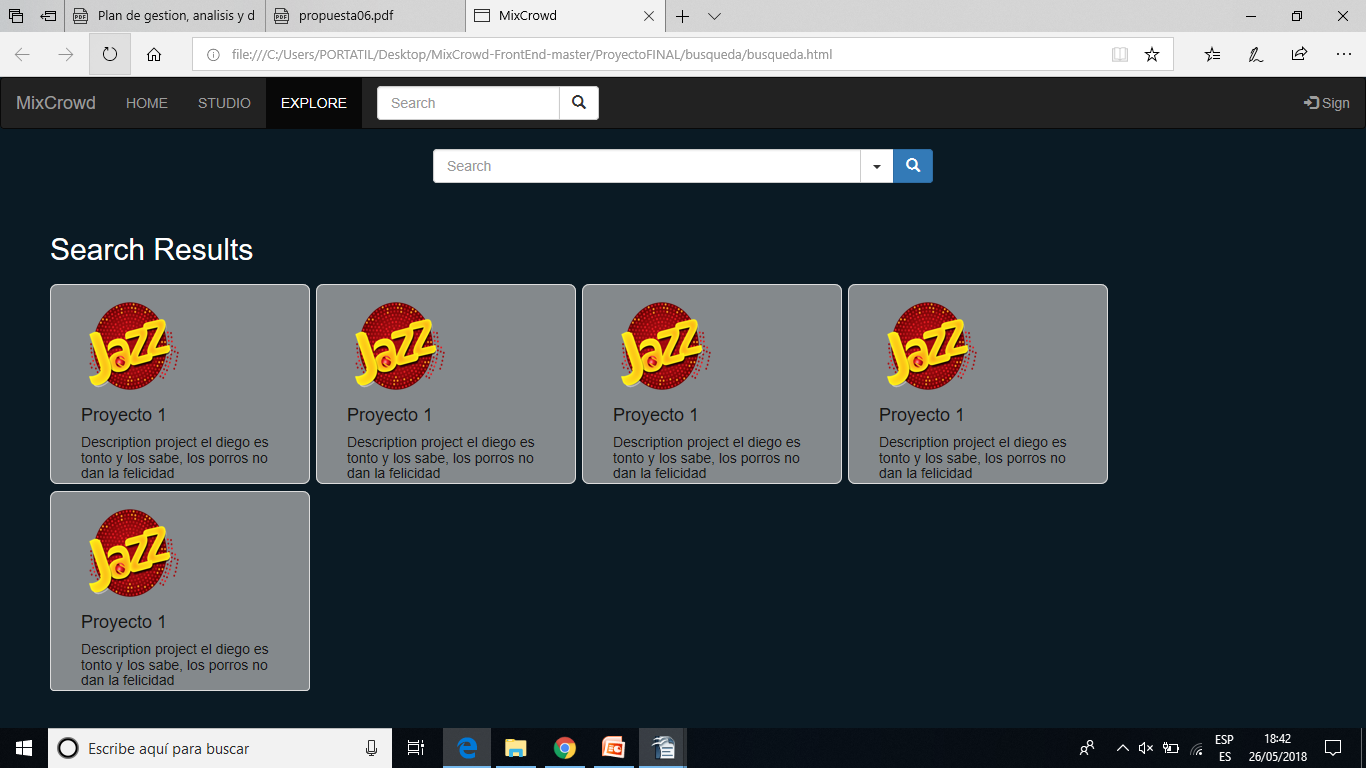 Plan de gestion, analisis y d
propuesta06.pdf
MixCrowd
file:///C:/Users/PORTATIL/Desktop/MixCrowd-FrontEnd-master/ProyectoFINAL/busqueda/busqueda.html
MixCrowd HOME STUDIO EXPLORE Search Sign
Search
Search Results
Jazz
Proyecto 1
Description project el diego es
tonto y los sabe, los porros no
dan la felicidad
Jazz
Proyecto 1
Description project el diego es
tonto y los sabe, los porros no
dan la felicidad
Jazz
Proyecto 1
Description project el diego es
tonto y los sabe, los porros no
dan la felicidad
Jazz
Proyecto 1
Description project el diego es
tonto y los sabe, los porros no
dan la felicidad
Jazz
Proyecto 1
Description project el diego es
tonto y los sabe, los porros no
dan la felicidad
Escribe aquí para buscar
ESP
ES
18:42
26/05/2018